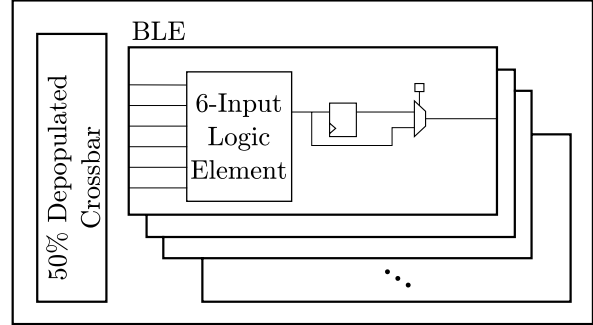 BLE
50% Depopulated
Crossbar
6-Input
Logic
Element